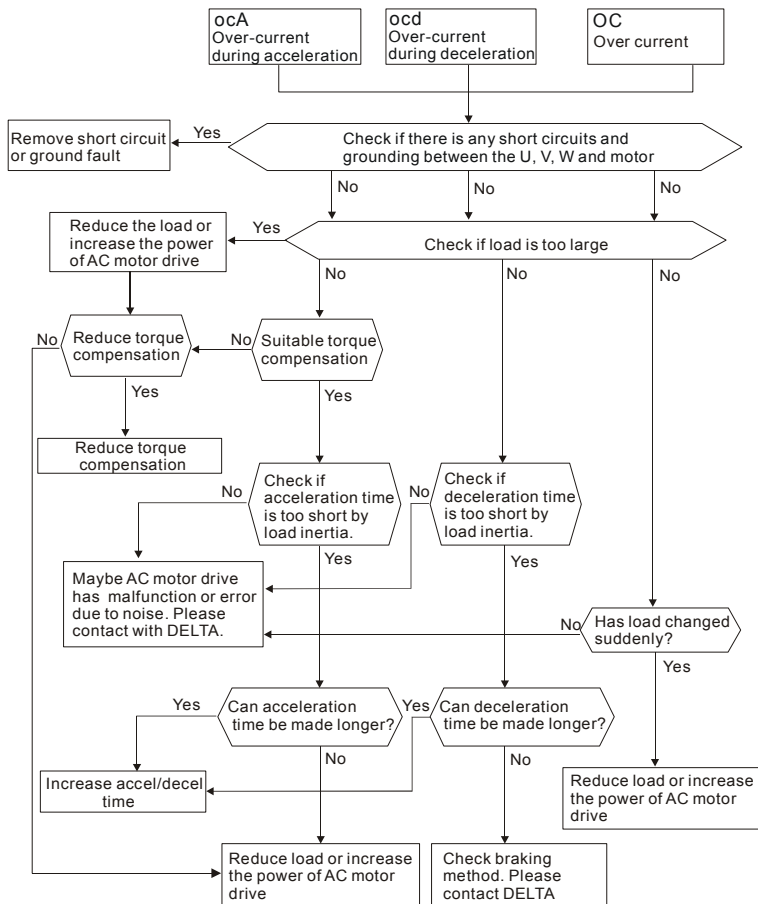 ocA
Over-current
during acceleration
ocd
Over-current
during deceleration
OC
Over current
Remove short circuit
or ground fault
Yes
Check if there is any short circuits and
grounding between the U, V, W and motor
No
No
No
Reduce the load or
increase the power
of AC motor drive
Yes
Check if load is too large
No
No
No
No
Reduce torque
compensation
No
Suitable torque
compensation
Yes
Yes
Reduce torque
compensation
No
Check if
acceleration time
is too short by
load inertia.
No
Check if
deceleration time
is too short by
load inertia.
Yes
Yes
Maybe AC motor drive
has malfunction or error
due to noise. Please
contact with DELTA.
No
Has load changed
suddenly?
Yes
Yes
Can acceleration
time be made longer?
Yes
Can deceleration
time be made longer?
No
No
Increase accel/decel
time
Reduce load or increase
the power of AC motor
drive
Reduce load or increase
the power of AC motor
drive
Check braking
method. Please
contact DELTA